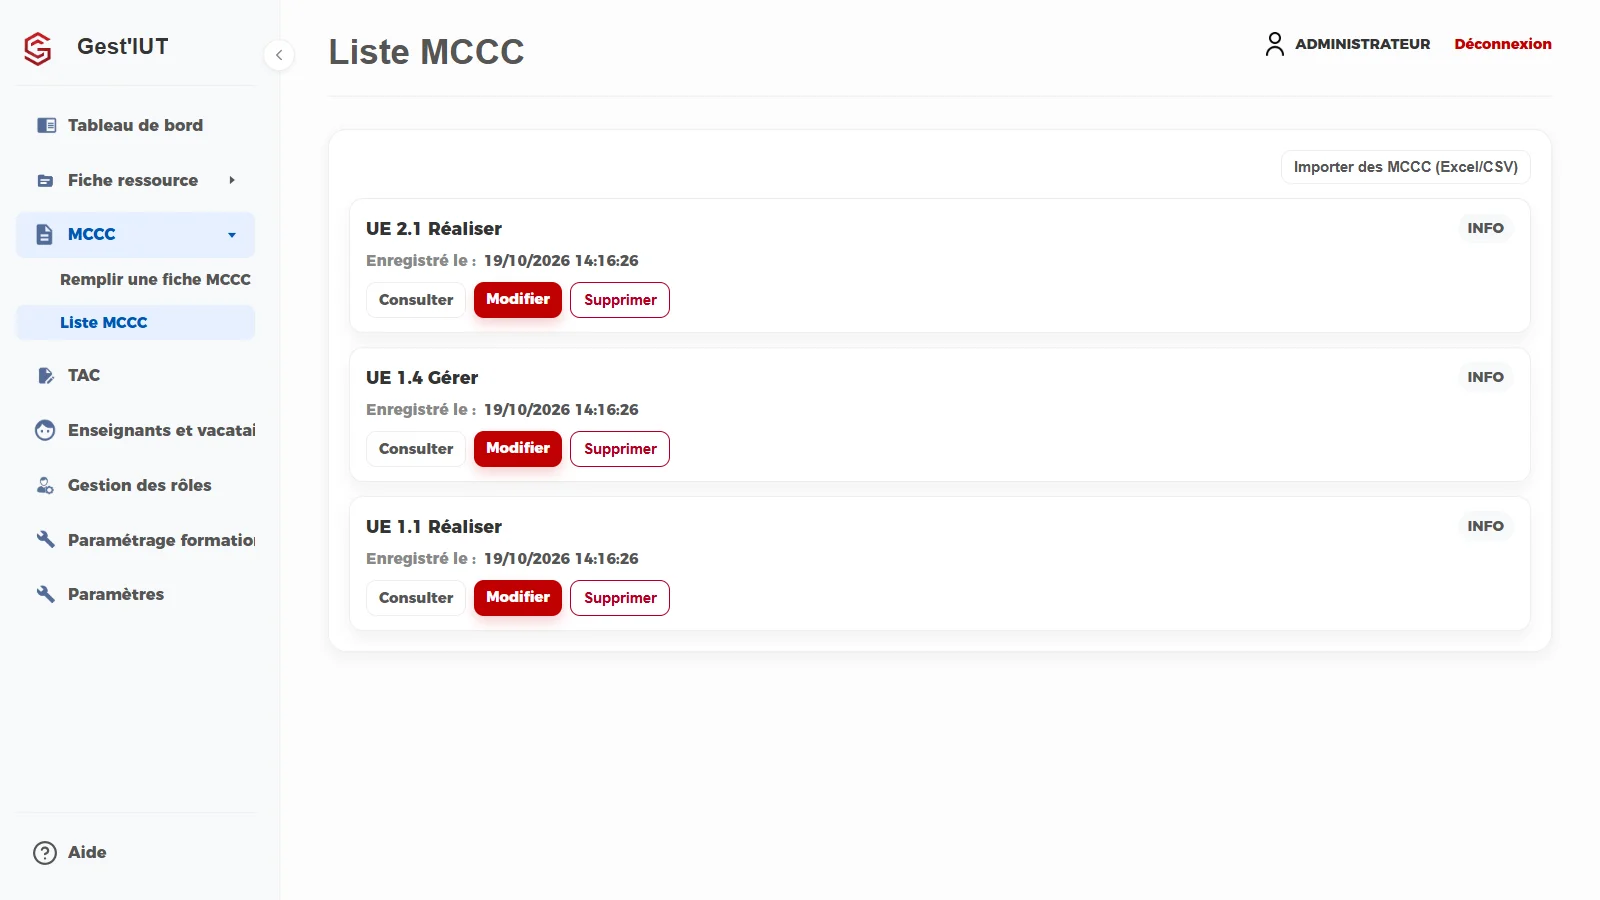 Gest'IUT
Tableau de bord
Fiche ressource
MCCC
Remplir une fiche MCCC
Liste MCCC
TAC
Enseignants et vacatai
Gestion des rôles
Paramétrage formation
Paramètres
Aide
Liste MCCC
ADMINISTRATEUR
Déconnexion
Importer des MCCC (Excel/CSV)
UE 2.1 Réaliser
INFO
Enregistré le : 19/10/2026 14:16:26
Consulter Modifier Supprimer
UE 1.4 Gérer
INFO
Enregistré le : 19/10/2026 14:16:26
Consulter Modifier Supprimer
UE 1.1 Réaliser
INFO
Enregistré le : 19/10/2026 14:16:26
Consulter Modifier Supprimer